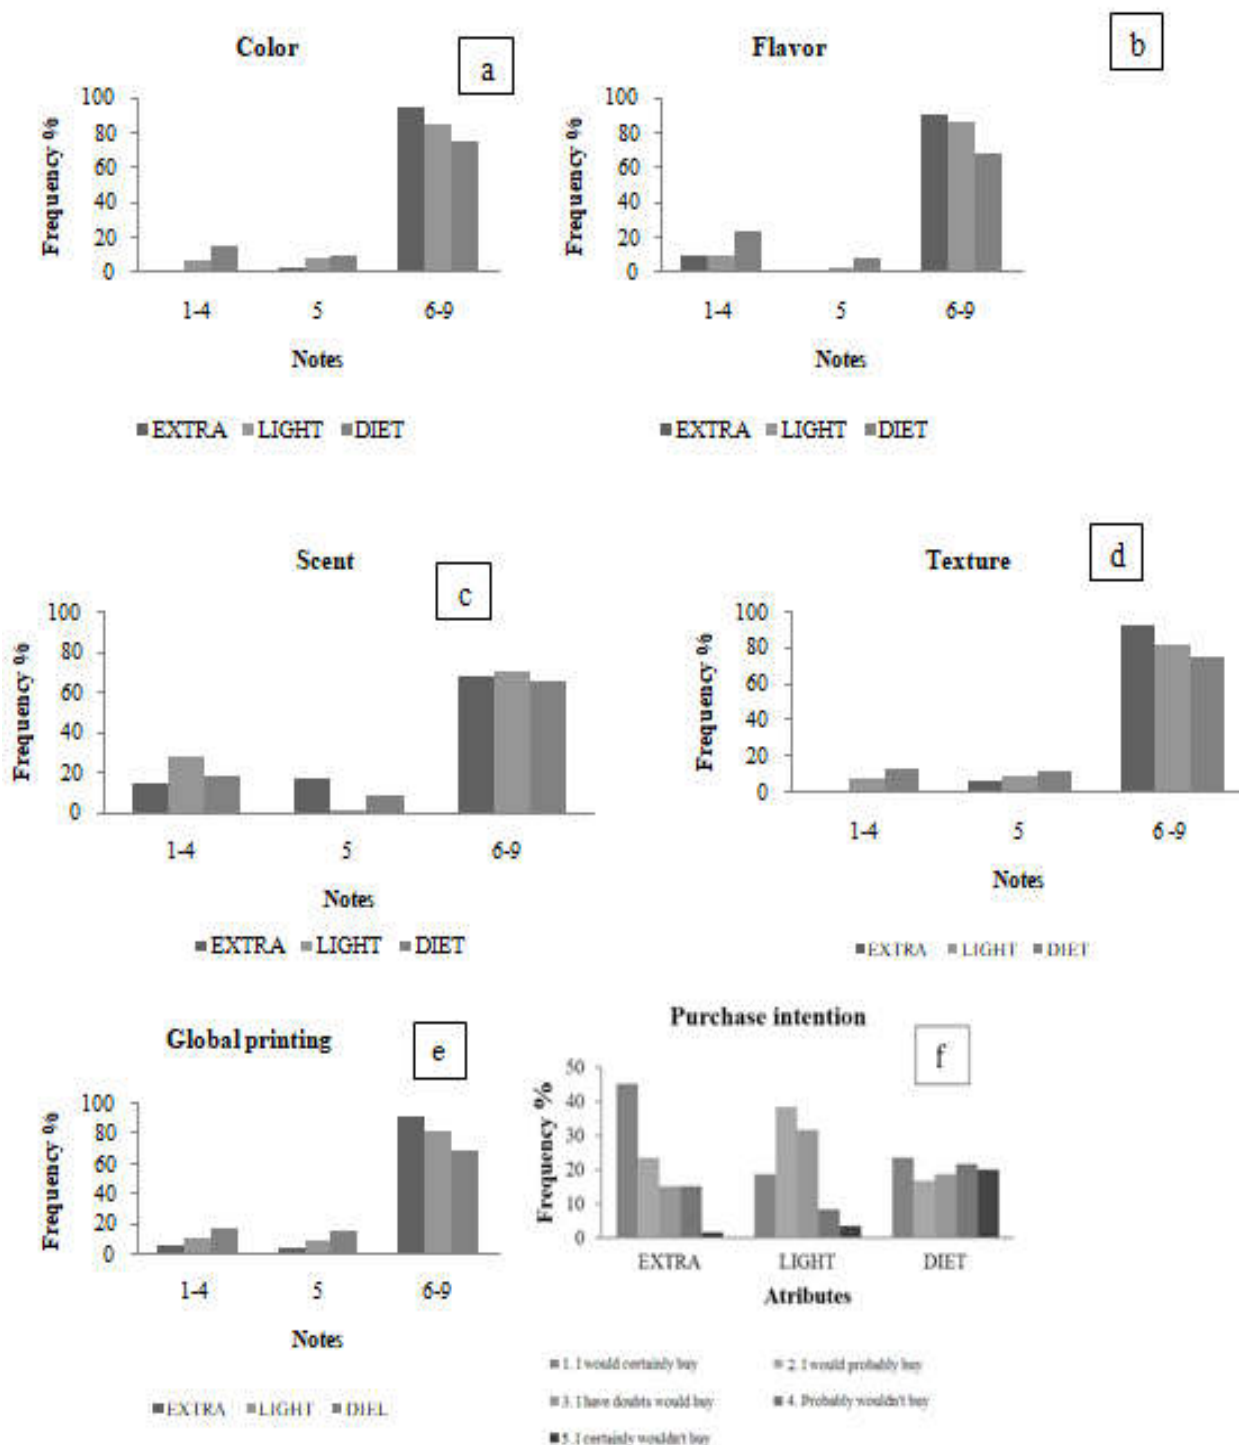 Color
a
Frequency %
100
80
60
40
20
0
1-4 5 6-9
Notes
EXTRA LIGHT DIET
Flavor
b
Frequency %
100
80
60
40
20
0
1-4 5 6-9
Notes
EXTRA LIGHT DIET
Scent
c
Frequency %
100
80
60
40
20
0
1-4 5 6-9
Notes
EXTRA LIGHT DIET
Texture
d
Frequency %
100
80
60
40
20
0
1-4 5 6 -9
Notes
EXTRA LIGHT DIET
Global printing
e
Frequency %
100
80
60
40
20
0
1-4 5 6-9
Notes
EXTRA LIGHT DIEL
Purchase intention
f
Frequency %
50
40
30
20
10
0
EXTRA LIGHT DIET
Atributes
1. I would certainly buy 2. I would probably buy
3. I have doubts would buy 4. Probably wouldn't buy
5. I certainly wouldn't buy